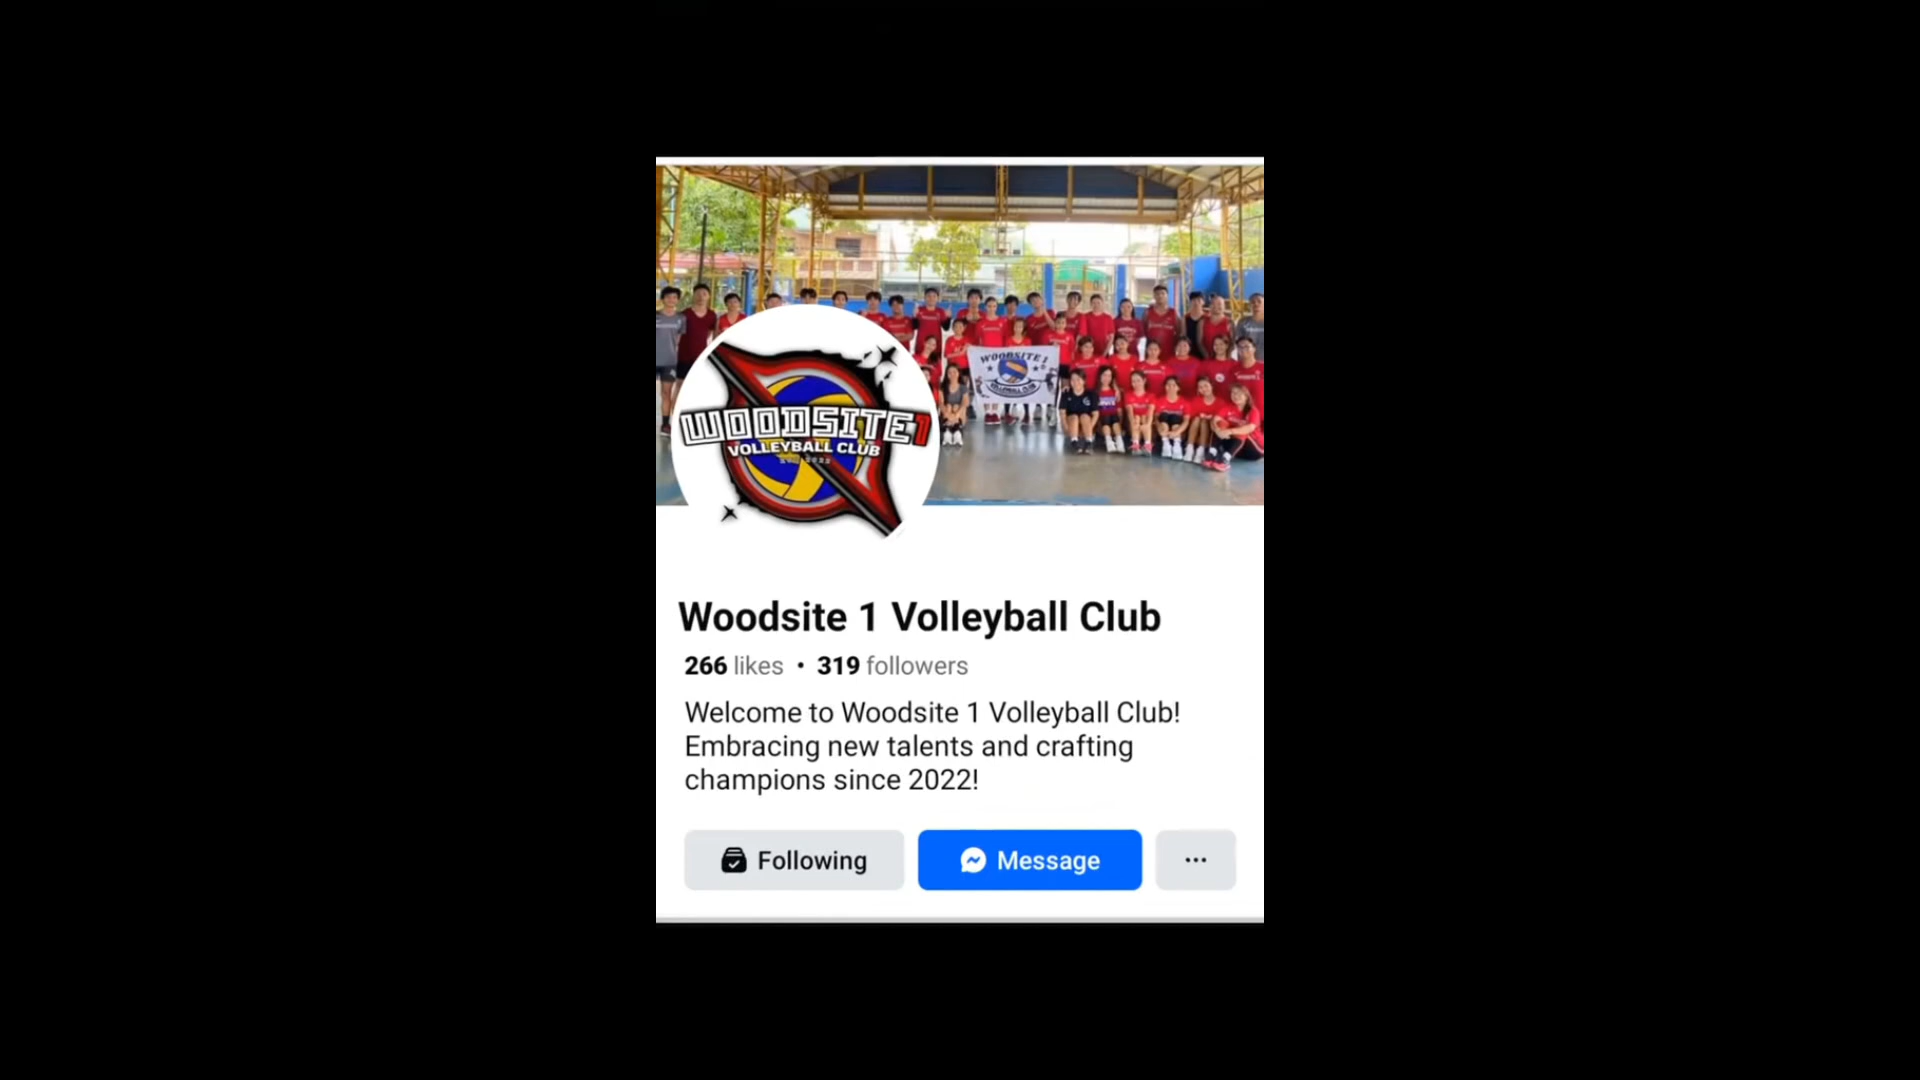 WOODSITE 1
VOLLEYBALL CLUB
WOODSITE1
VOLLEYBALL CLUB
Woodsite 1 Volleyball Club
266 likes • 319 followers
Welcome to Woodsite 1 Volleyball Club!
Embracing new talents and crafting
champions since 2022!
Following
Message